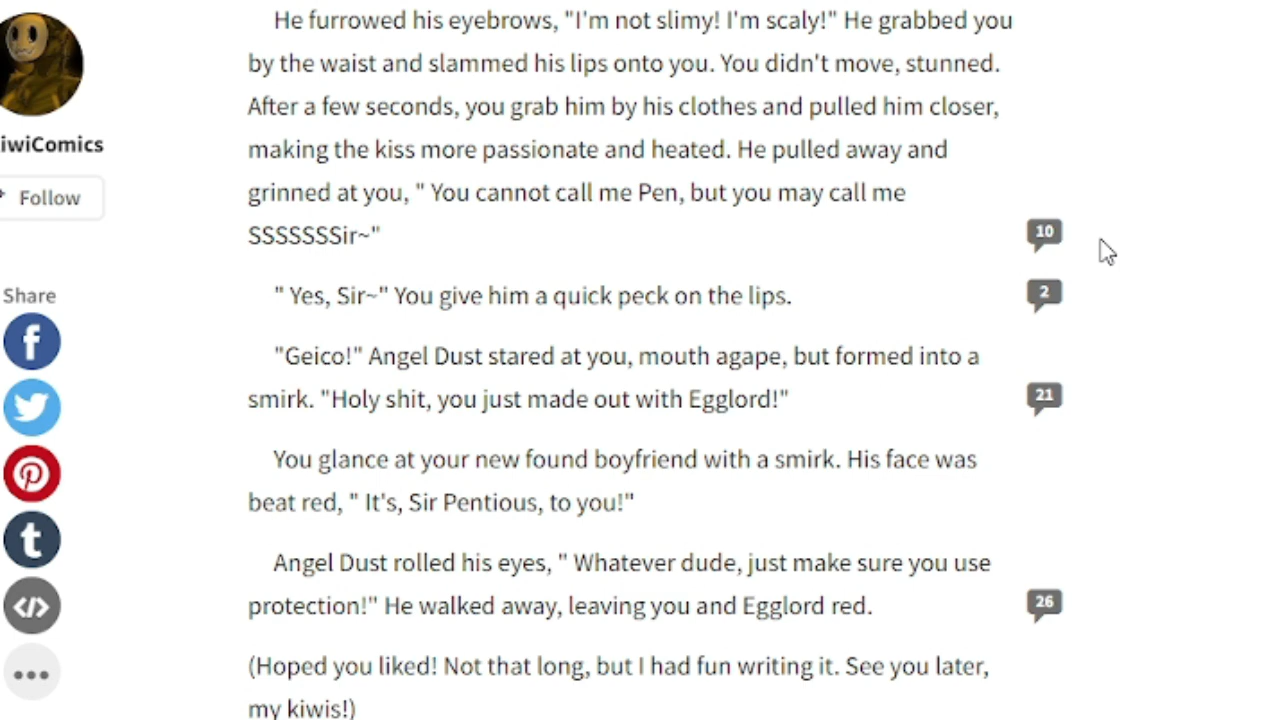 He furrowed his eyebrows, "I'm not slimy! I'm scaly!" He grabbed you
by the waist and slammed his lips onto you. You didn't move, stunned.
After a few seconds, you grab him by his clothes and pulled him closer,
making the kiss more passionate and heated. He pulled away and
grinned at you, " You cannot call me Pen, but you may call me
SSSSSSSir~"
10
" Yes, Sir~" You give him a quick peck on the lips.
2
"Geico!" Angel Dust stared at you, mouth agape, but formed into a
smirk. "Holy shit, you just made out with Egglord!"
21
You glance at your new found boyfriend with a smirk. His face was
beat red, " It's, Sir Pentious, to you!"
Angel Dust rolled his eyes, " Whatever dude, just make sure you use
protection!" He walked away, leaving you and Egglord red.
26
(Hoped you liked! Not that long, but I had fun writing it. See you later,
my kiwis!)
iwiComics
Follow
Share